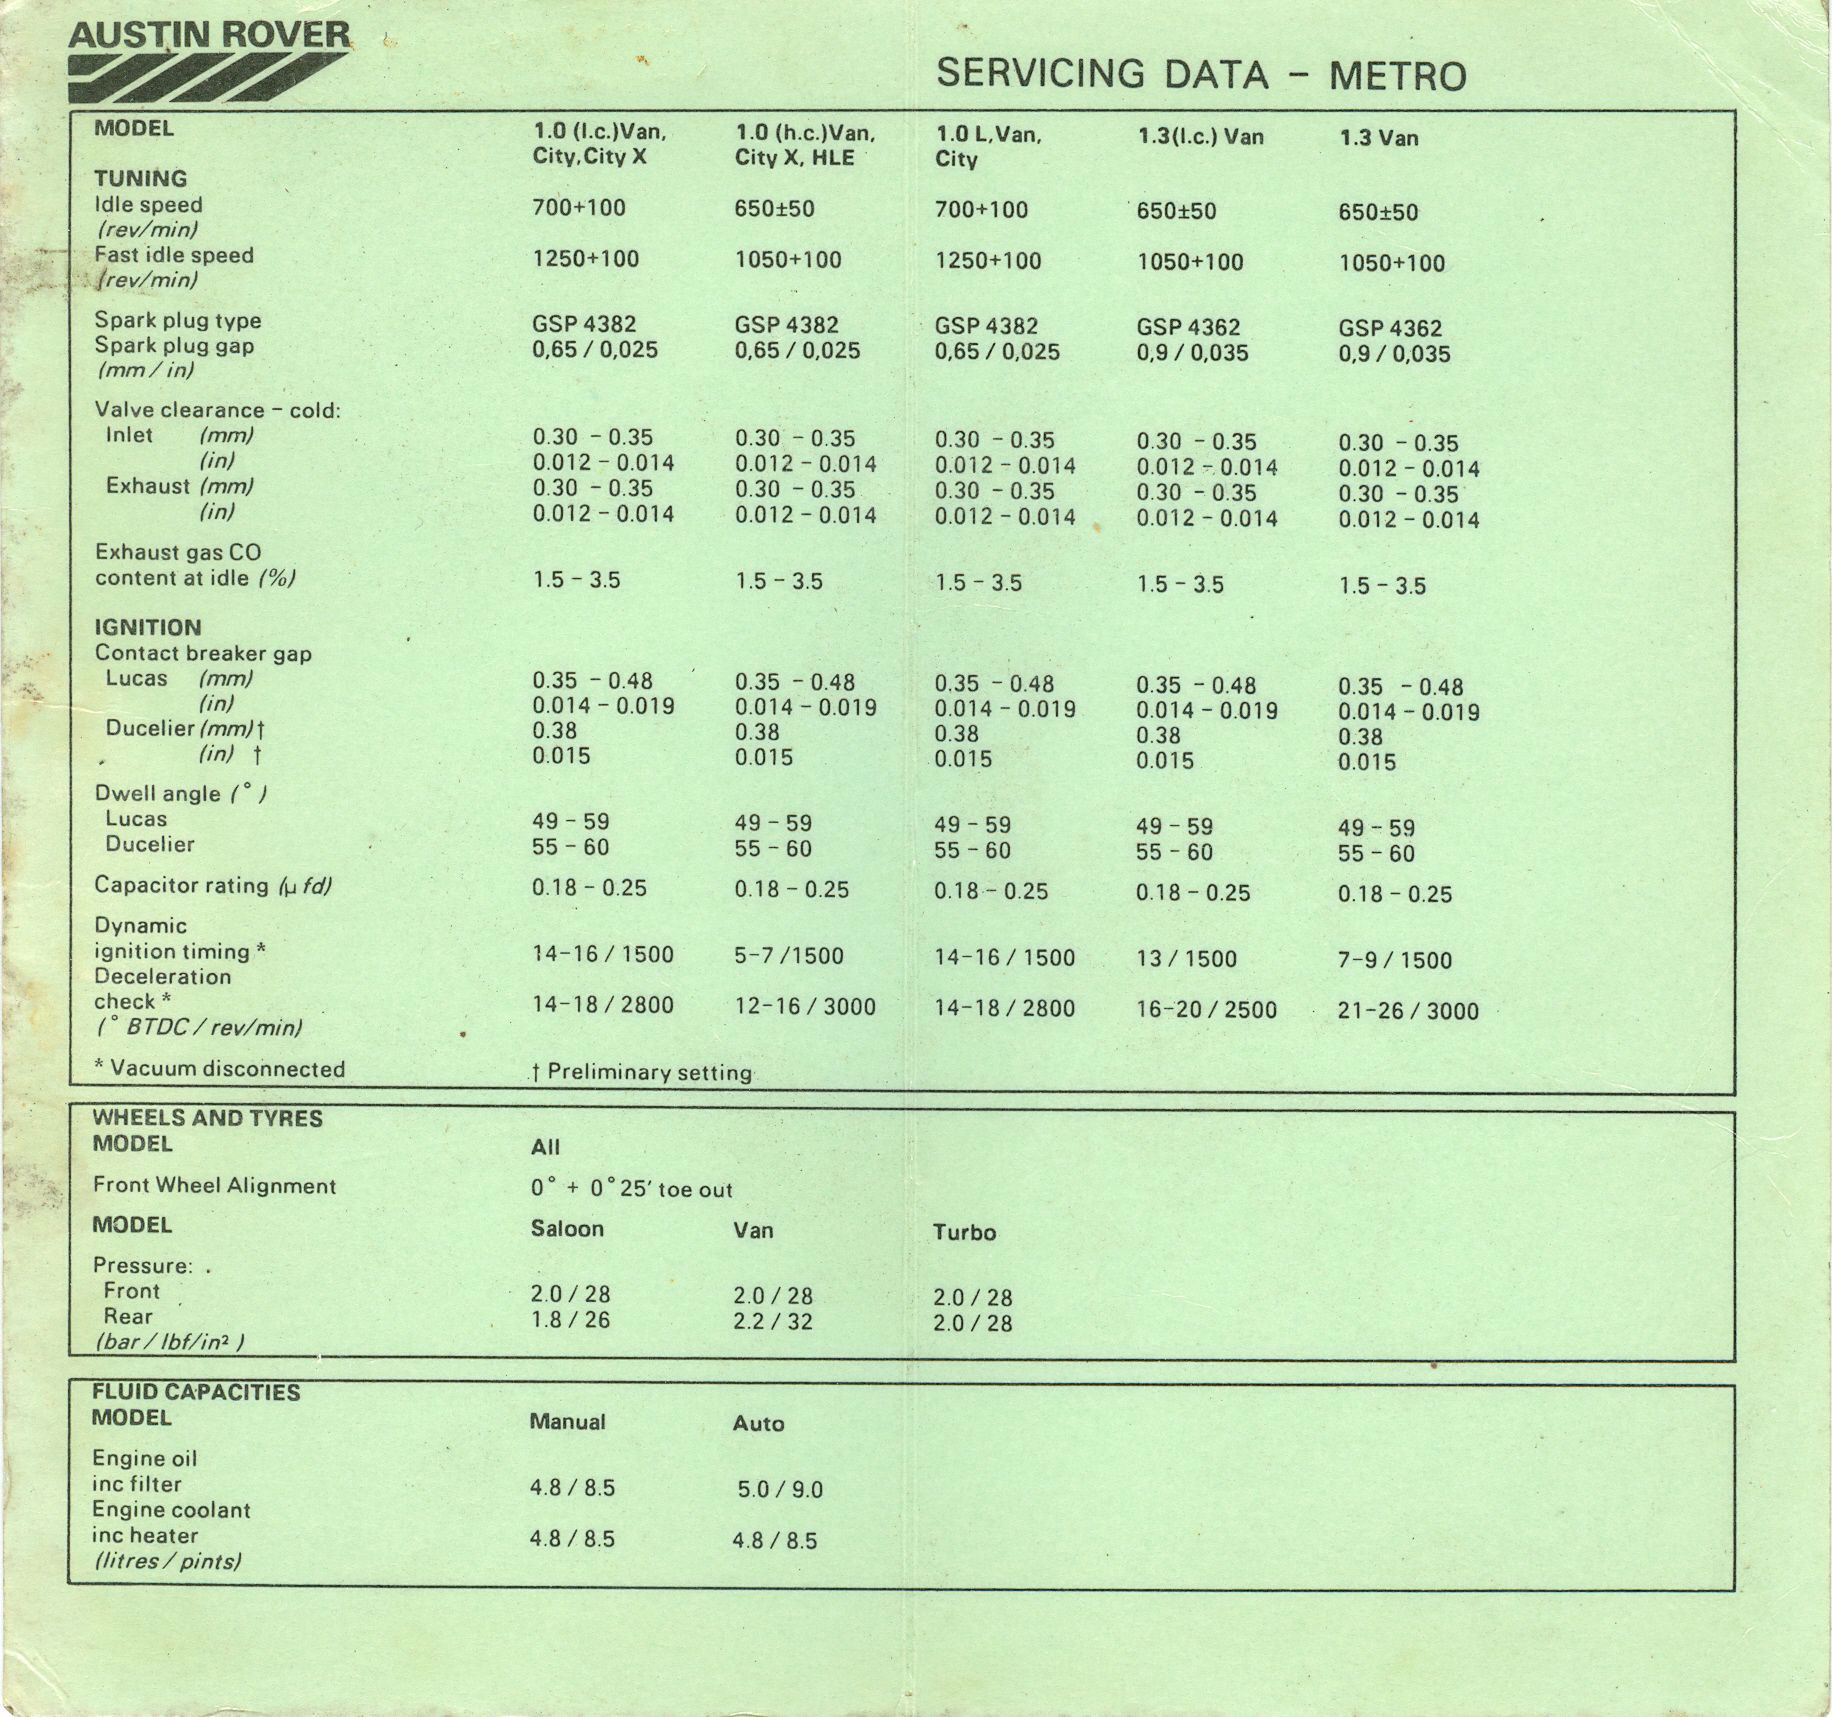 AUSTIN ROVER
SERVICING DATA – METRO
MODEL 1.0 (l.c.)Van, 1.0 (h.c.)Van, 1.0 L,Van, 1.3(l.c.) Van 1.3 Van
City,City X City X, HLE City
TUNING
Idle speed 700+100 650±50 700+100 650±50 650±50
(rev/min)
Fast idle speed 1250+100 1050+100 1250+100 1050+100 1050+100
(rev/min)
Spark plug type GSP 4382 GSP 4382 GSP 4382 GSP 4362 GSP 4362
Spark plug gap 0,65 / 0,025 0,65 / 0,025 0,65 / 0,025 0,9 / 0,035 0,9 / 0,035
(mm / in)
Valve clearance – cold:
Inlet (mm) 0.30 – 0.35 0.30 – 0.35 0.30 – 0.35 0.30 – 0.35 0.30 – 0.35
(in) 0.012 – 0.014 0.012 – 0.014 0.012 – 0.014 0.012 – 0.014 0.012 – 0.014
Exhaust (mm) 0.30 – 0.35 0.30 – 0.35 0.30 – 0.35 0.30 – 0.35 0.30 – 0.35
(in) 0.012 – 0.014 0.012 – 0.014 0.012 – 0.014 0.012 – 0.014 0.012 – 0.014
Exhaust gas CO
content at idle (%) 1.5 – 3.5 1.5 – 3.5 1.5 – 3.5 1.5 – 3.5 1.5 – 3.5
IGNITION
Contact breaker gap
Lucas (mm) 0.35 – 0.48 0.35 – 0.48 0.35 – 0.48 0.35 – 0.48 0.35 – 0.48
(in) 0.014 – 0.019 0.014 – 0.019 0.014 – 0.019 0.014 – 0.019 0.014 – 0.019
Ducelier (mm) † 0.38 0.38 0.38 0.38 0.38
(in) † 0.015 0.015 0.015 0.015 0.015
Dwell angle (°)
Lucas 49 – 59 49 – 59 49 – 59 49 – 59 49 – 59
Ducelier 55 – 60 55 – 60 55 – 60 55 – 60 55 – 60
Capacitor rating (μ fd) 0.18 – 0.25 0.18 – 0.25 0.18 – 0.25 0.18 – 0.25 0.18 – 0.25
Dynamic
ignition timing * 14–16 / 1500 5–7 /1500 14–16 / 1500 13 / 1500 7–9 / 1500
Deceleration
check * 14–18 / 2800 12–16 / 3000 14–18 / 2800 16–20 / 2500 21–26 / 3000
(° BTDC / rev/min)
* Vacuum disconnected † Preliminary setting
WHEELS AND TYRES
MODEL All
Front Wheel Alignment 0° + 0°25′ toe out
MODEL Saloon Van Turbo
Pressure:
Front 2.0 / 28 2.0 / 28 2.0 / 28
Rear 1.8 / 26 2.2 / 32 2.0 / 28
(bar / lbf/in²)
FLUID CAPACITIES
MODEL Manual Auto
Engine oil
inc filter 4.8 / 8.5 5.0 / 9.0
Engine coolant
inc heater 4.8 / 8.5 4.8 / 8.5
(litres / pints)